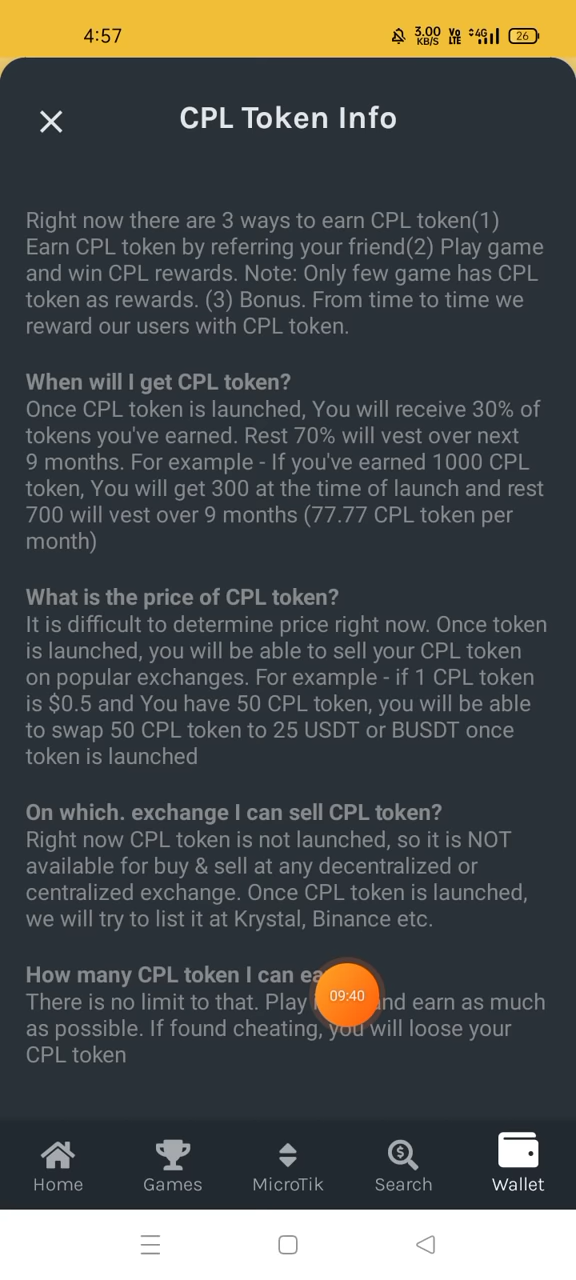 4:57
3.00
KB/S
Vo
LTE
4G
26
CPL Token Info
Right now there are 3 ways to earn CPL token(1)
Earn CPL token by referring your friend(2) Play game
and win CPL rewards. Note: Only few game has CPL
token as rewards. (3) Bonus. From time to time we
reward our users with CPL token.
When will I get CPL token?
Once CPL token is launched, You will receive 30% of
tokens you've earned. Rest 70% will vest over next
9 months. For example - If you've earned 1000 CPL
token, You will get 300 at the time of launch and rest
700 will vest over 9 months (77.77 CPL token per
month)
What is the price of CPL token?
It is difficult to determine price right now. Once token
is launched, you will be able to sell your CPL token
on popular exchanges. For example - if 1 CPL token
is $0.5 and You have 50 CPL token, you will be able
to swap 50 CPL token to 25 USDT or BUSDT once
token is launched
On which. exchange I can sell CPL token?
Right now CPL token is not launched, so it is NOT
available for buy & sell at any decentralized or
centralized exchange. Once CPL token is launched,
we will try to list it at Krystal, Binance etc.
How many CPL token I can ea
09:40
There is no limit to that. Play and earn as much
as possible. If found cheating, you will loose your
CPL token
Home Games MicroTik Search Wallet